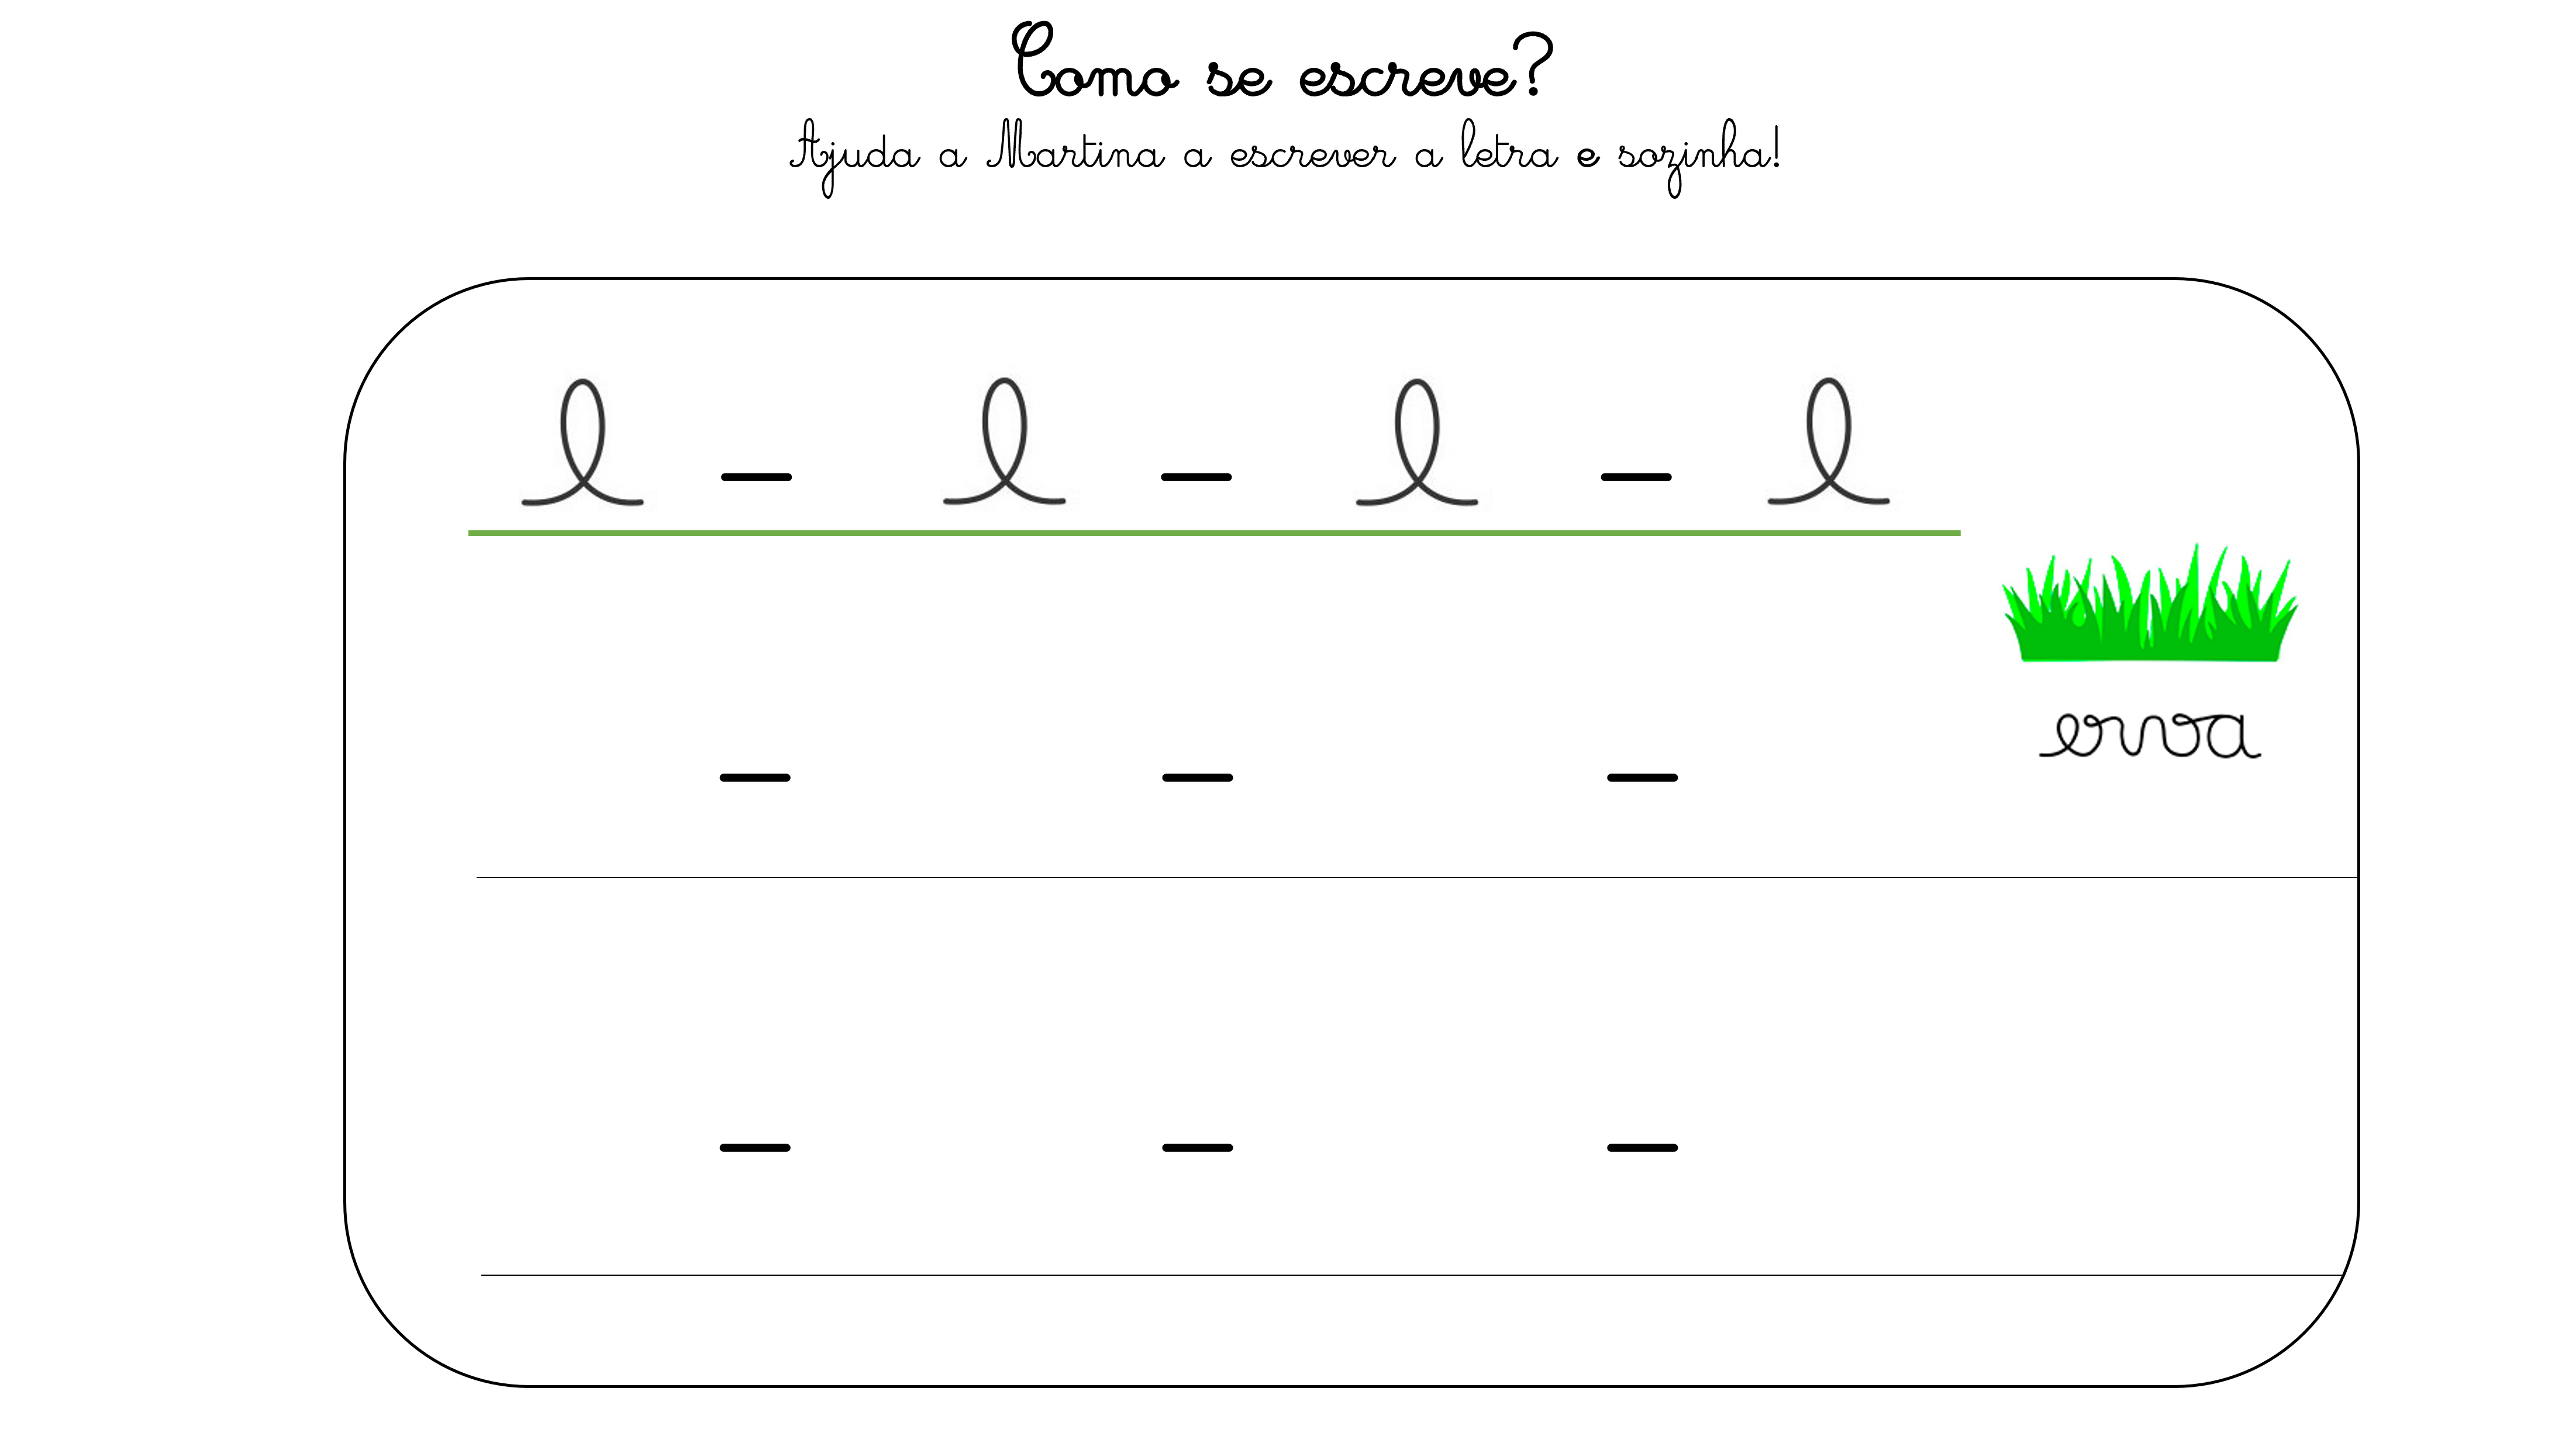 Como se escreve?
Ajuda a Martina a escrever a letra e sozinha!
e - e - e - e
- - -
erva
- - -